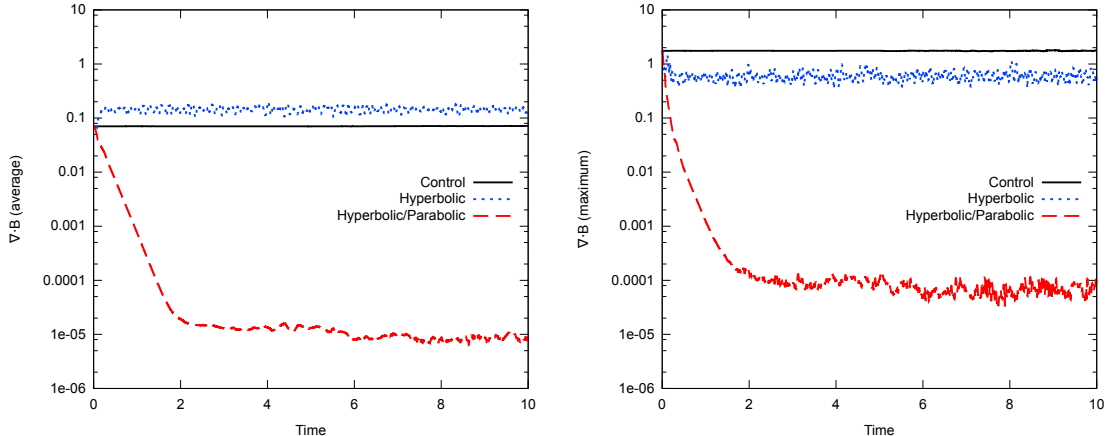 10
1
0.1
0.01
0.001
0.0001
1e-05
1e-06
∇·B (average)
Control
Hyperbolic
Hyperbolic/Parabolic
0 2 4 6 8 10
Time
10
1
0.1
0.01
0.001
0.0001
1e-05
1e-06
∇·B (maximum)
Control
Hyperbolic
Hyperbolic/Parabolic
0 2 4 6 8 10
Time